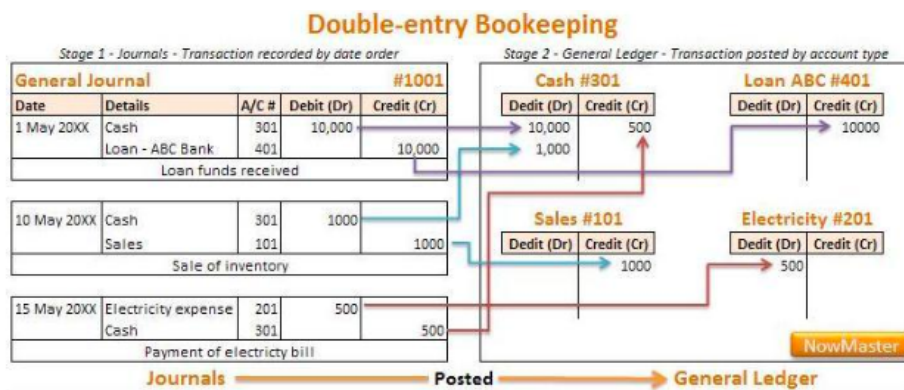 Double-entry Bookeeping
Stage 1 - Journals - Transaction recorded by date order
Stage 2 - General Ledger - Transaction posted by account type
General Journal #1001
Date Details A/C # Debit (Dr) Credit (Cr)
1 May 20XX Cash 301 10,000
Loan - ABC Bank 401 10,000
Loan funds received
10 May 20XX Cash 301 1000
Sales 101 1000
Sale of inventory
15 May 20XX Electricity expense 201 500
Cash 301 500
Payment of electricty bill
Cash #301
Dedit (Dr) Credit (Cr)
10,000 500
1,000
Loan ABC #401
Dedit (Dr) Credit (Cr)
10000
Sales #101
Dedit (Dr) Credit (Cr)
1000
Electricity #201
Dedit (Dr) Credit (Cr)
500
NowMaster
Journals Posted General Ledger